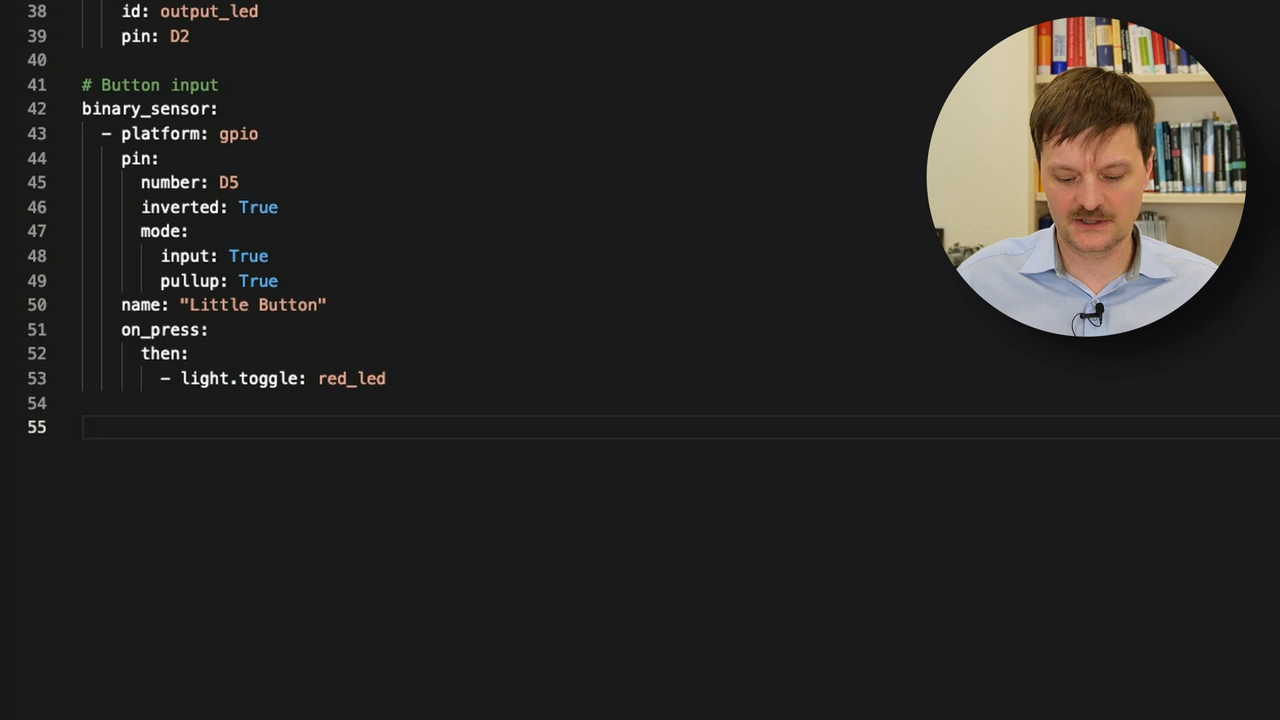 38 id: output_led
39 pin: D2
40
41 # Button input
42 binary_sensor:
43 - platform: gpio
44 pin:
45 number: D5
46 inverted: True
47 mode:
48 input: True
49 pullup: True
50 name: "Little Button"
51 on_press:
52 then:
53 - light.toggle: red_led
54
55